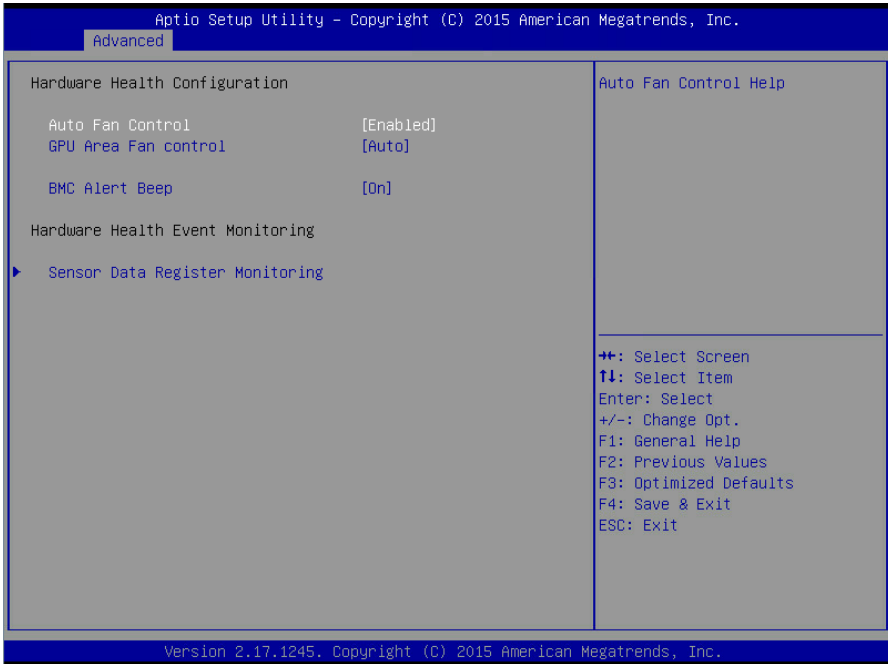 Aptio Setup Utility – Copyright (C) 2015 American Megatrends, Inc.
Advanced
Hardware Health Configuration
Auto Fan Control [Enabled]
GPU Area Fan control [Auto]
BMC Alert Beep [On]
Hardware Health Event Monitoring
Sensor Data Register Monitoring
Auto Fan Control Help
→←: Select Screen
↑↓: Select Item
Enter: Select
+/-: Change Opt.
F1: General Help
F2: Previous Values
F3: Optimized Defaults
F4: Save & Exit
ESC: Exit
Version 2.17.1245. Copyright (C) 2015 American Megatrends, Inc.